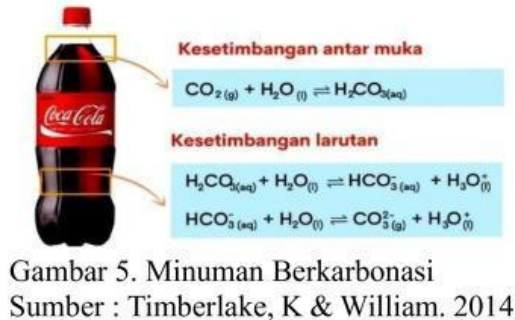 Kesetimbangan antar muka
CO₂ (g) + H₂O (l) ⇌ H₂CO₃(aq)
Coca-Cola
Kesetimbangan larutan
H₂CO₃(aq) + H₂O(l) ⇌ HCO₃⁻ (aq) + H₃O⁺(l)
HCO₃⁻ (aq) + H₂O(l) ⇌ CO₃²⁻(g) + H₃O⁺(l)
Gambar 5. Minuman Berkarbonasi
Sumber : Timberlake, K & William. 2014